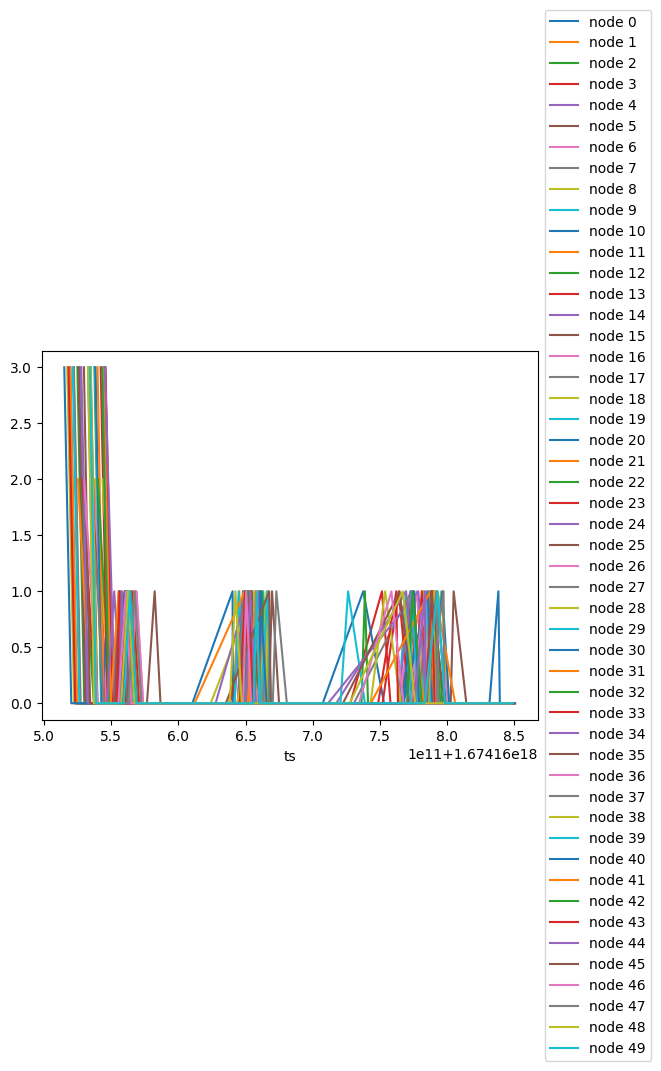 3.0
2.5
2.0
1.5
1.0
0.5
0.0
5.0 5.5 6.0 6.5 7.0 7.5 8.0 8.5
ts
1e11+1.67416e18
node 0
node 1
node 2
node 3
node 4
node 5
node 6
node 7
node 8
node 9
node 10
node 11
node 12
node 13
node 14
node 15
node 16
node 17
node 18
node 19
node 20
node 21
node 22
node 23
node 24
node 25
node 26
node 27
node 28
node 29
node 30
node 31
node 32
node 33
node 34
node 35
node 36
node 37
node 38
node 39
node 40
node 41
node 42
node 43
node 44
node 45
node 46
node 47
node 48
node 49